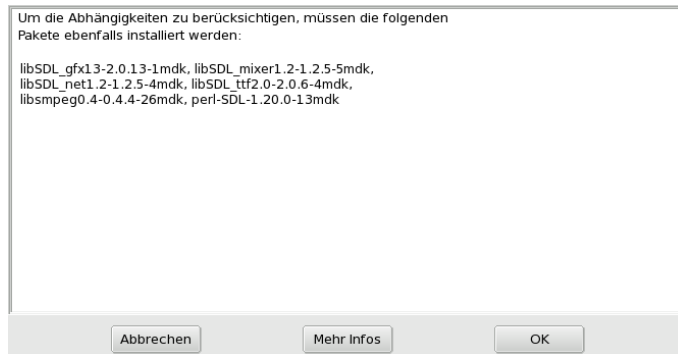 Um die Abhängigkeiten zu berücksichtigen, müssen die folgenden
Pakete ebenfalls installiert werden:
libSDL_gfx13-2.0.13-1mdk, libSDL_mixer1.2-1.2.5-5mdk,
libSDL_net1.2-1.2.5-4mdk, libSDL_ttf2.0-2.0.6-4mdk,
libsmpeg0.4-0.4.4-26mdk, perl-SDL-1.20.0-13mdk
Abbrechen
Mehr Infos
OK